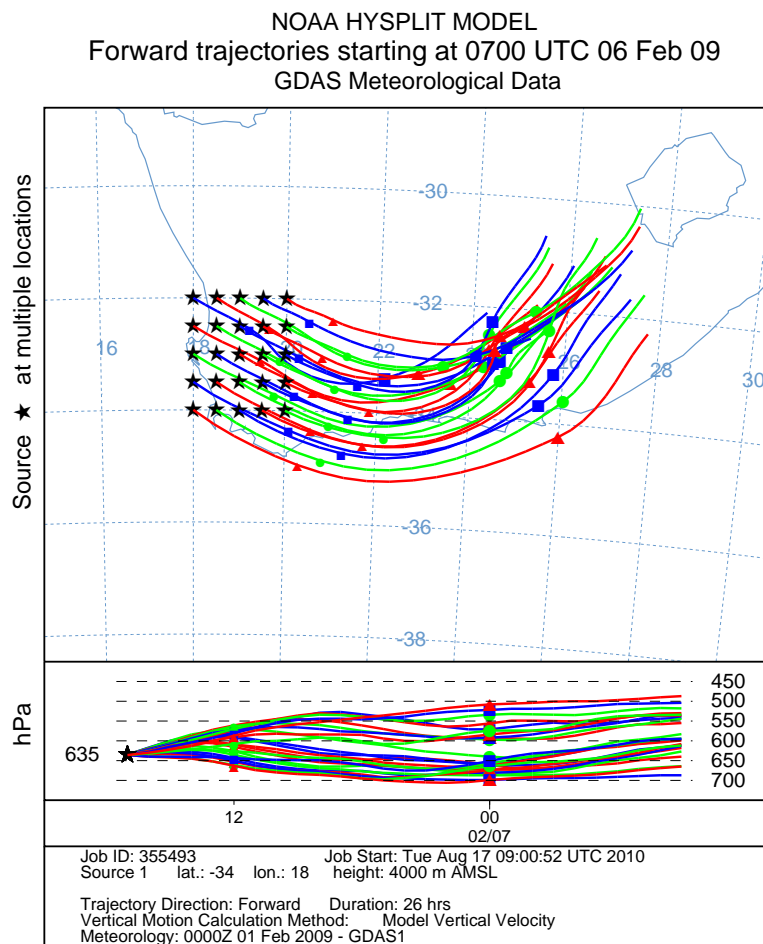 NOAA HYSPLIT MODEL
Forward trajectories starting at 0700 UTC 06 Feb 09
GDAS Meteorological Data
Source ★ at multiple locations
-30
-32
16
18
20
22
26
28
30
-34
-36
-38
hPa
635
450
500
550
600
650
700
12
00
02/07
Job ID: 355493 Job Start: Tue Aug 17 09:00:52 UTC 2010
Source 1 lat.: -34 lon.: 18 height: 4000 m AMSL
Trajectory Direction: Forward Duration: 26 hrs
Vertical Motion Calculation Method: Model Vertical Velocity
Meteorology: 0000Z 01 Feb 2009 - GDAS1